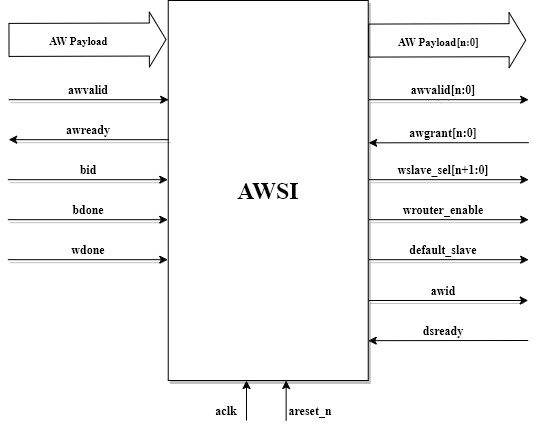 AW Payload
awvalid
awready
bid
bdone
wdone
AWSI
AW Payload[n:0]
awvalid[n:0]
awgrant[n:0]
wslave_sel[n+1:0]
wrouter_enable
default_slave
awid
dsready
aclk
areset_n